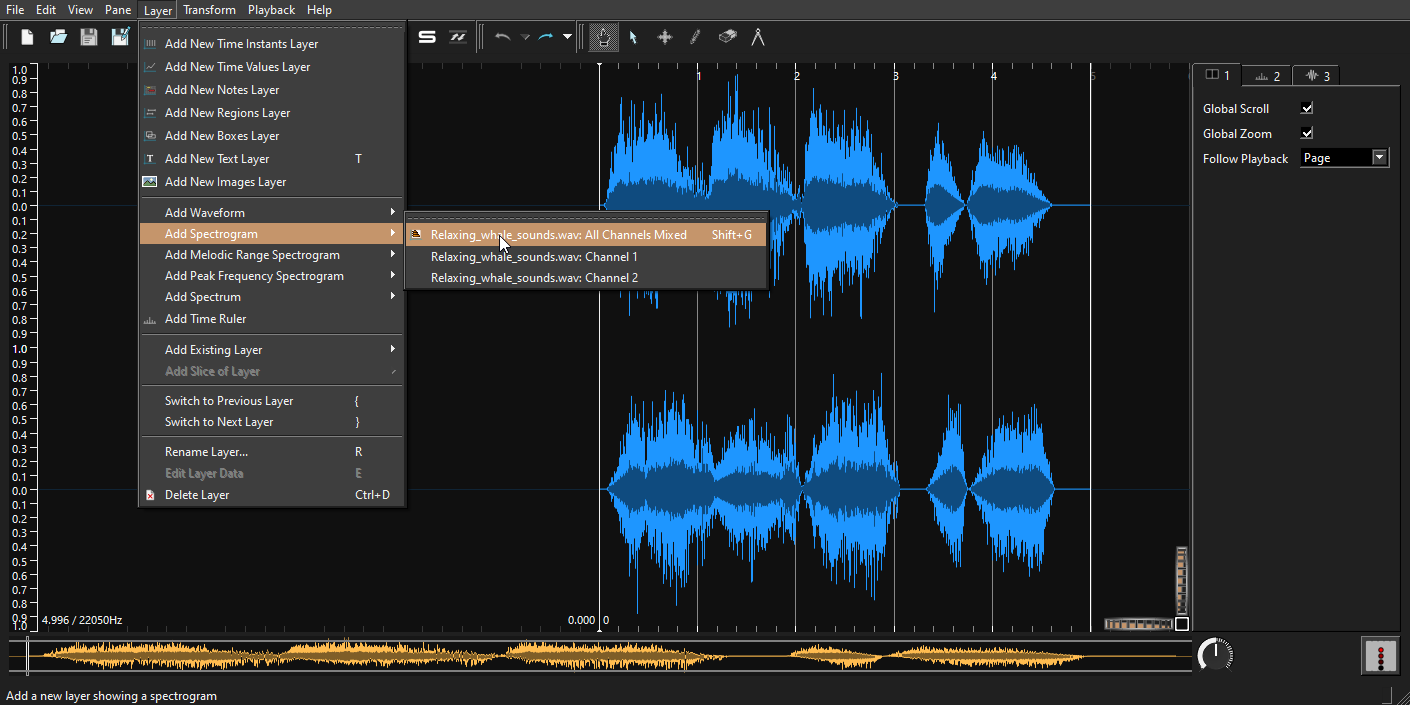 File Edit View Pane Layer Transform Playback Help
Add New Time Instants Layer
Add New Time Values Layer
Add New Notes Layer
Add New Regions Layer
Add New Boxes Layer
Add New Text Layer T
Add New Images Layer
Add Waveform
Add Spectrogram
Add Melodic Range Spectrogram
Add Peak Frequency Spectrogram
Add Spectrum
Add Time Ruler
Add Existing Layer
Add Slice of Layer
Switch to Previous Layer {
Switch to Next Layer }
Rename Layer... R
Edit Layer Data E
Delete Layer Ctrl+D
Relaxing_whale_sounds.wav: All Channels Mixed Shift+G
Relaxing_whale_sounds.wav: Channel 1
Relaxing_whale_sounds.wav: Channel 2
1.0
0.9
0.8
0.7
0.6
0.5
0.4
0.3
0.2
0.1
0.0
0.1
0.2
0.3
0.4
0.5
0.6
0.7
0.8
0.9
1.0
0.9
0.8
0.7
0.6
0.5
0.4
0.3
0.2
0.1
0.0
0.1
0.2
0.3
0.4
0.5
0.6
0.7
0.8
0.9
1.0
1 2 3 4 5
4.996 / 22050Hz
0.000 0
1 2 3
Global Scroll
Global Zoom
Follow Playback Page
Add a new layer showing a spectrogram